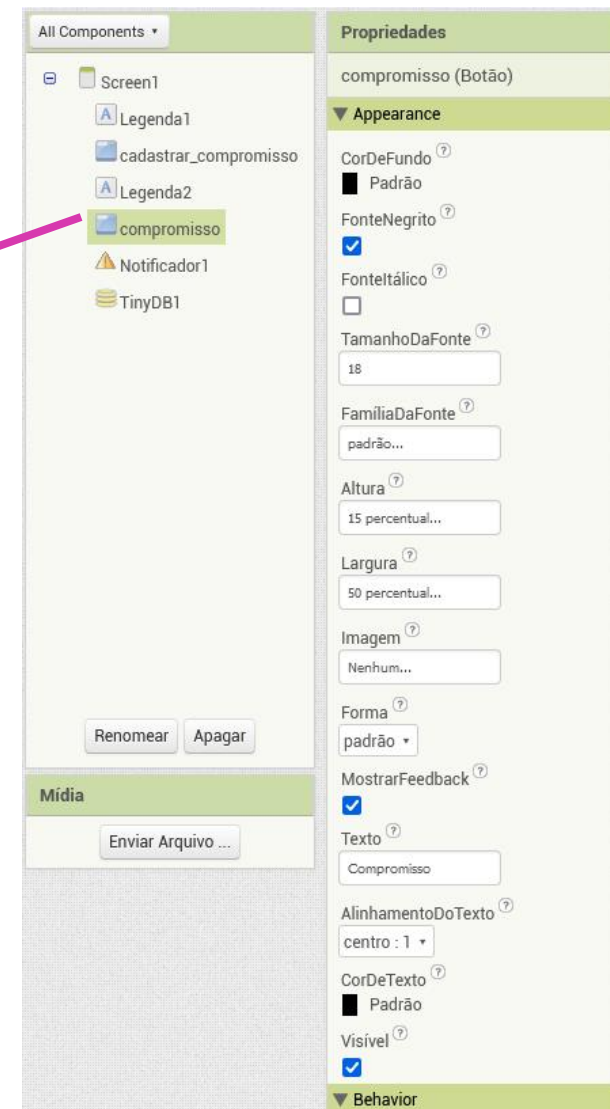 All Components
Screen1
Legenda1
cadastrar_compromisso
Legenda2
compromisso
Notificador1
TinyDB1
Renomear Apagar
Mídia
Enviar Arquivo ...
Propriedades
compromisso (Botão)
Appearance
CorDeFundo ?
Padrão
FonteNegrito ?
FonteItálico ?
TamanhoDaFonte ?
18
FamíliaDaFonte ?
padrão...
Altura ?
15 percentual...
Largura ?
50 percentual...
Imagem ?
Nenhum...
Forma ?
padrão
MostrarFeedback ?
Texto ?
Compromisso
AlinhamentoDoTexto ?
centro : 1
CorDeTexto ?
Padrão
Visível ?
Behavior